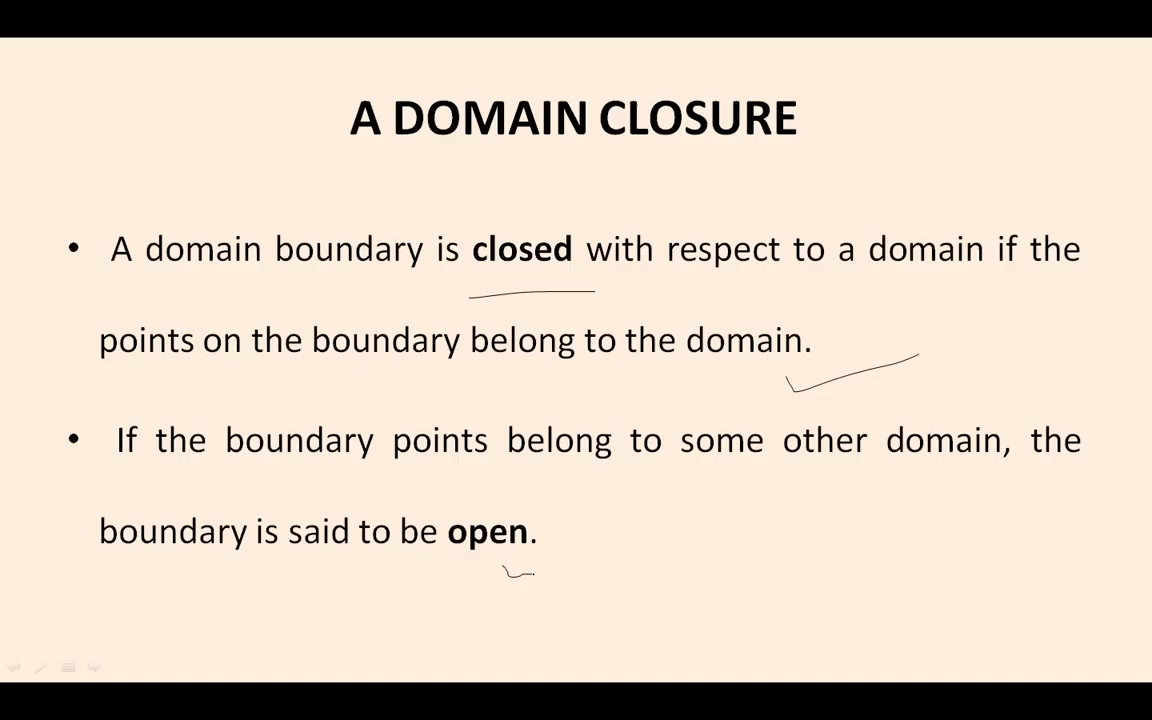 A DOMAIN CLOSURE
• A domain boundary is closed with respect to a domain if the
points on the boundary belong to the domain.
• If the boundary points belong to some other domain, the
boundary is said to be open.